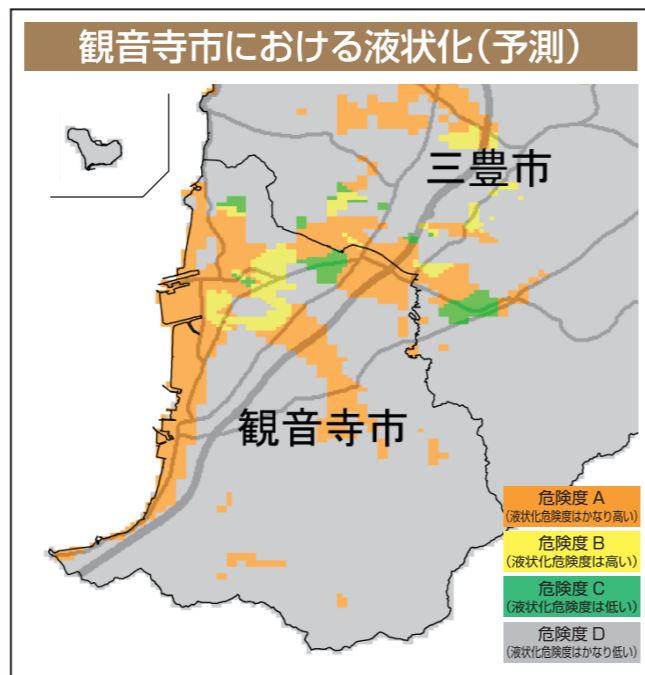 観音寺市における液状化(予測)
三豊市
観音寺市
危険度 A
(液状化危険度はかなり高い)
危険度 B
(液状化危険度は高い)
危険度 C
(液状化危険度は低い)
危険度 D
(液状化危険度はかなり低い)